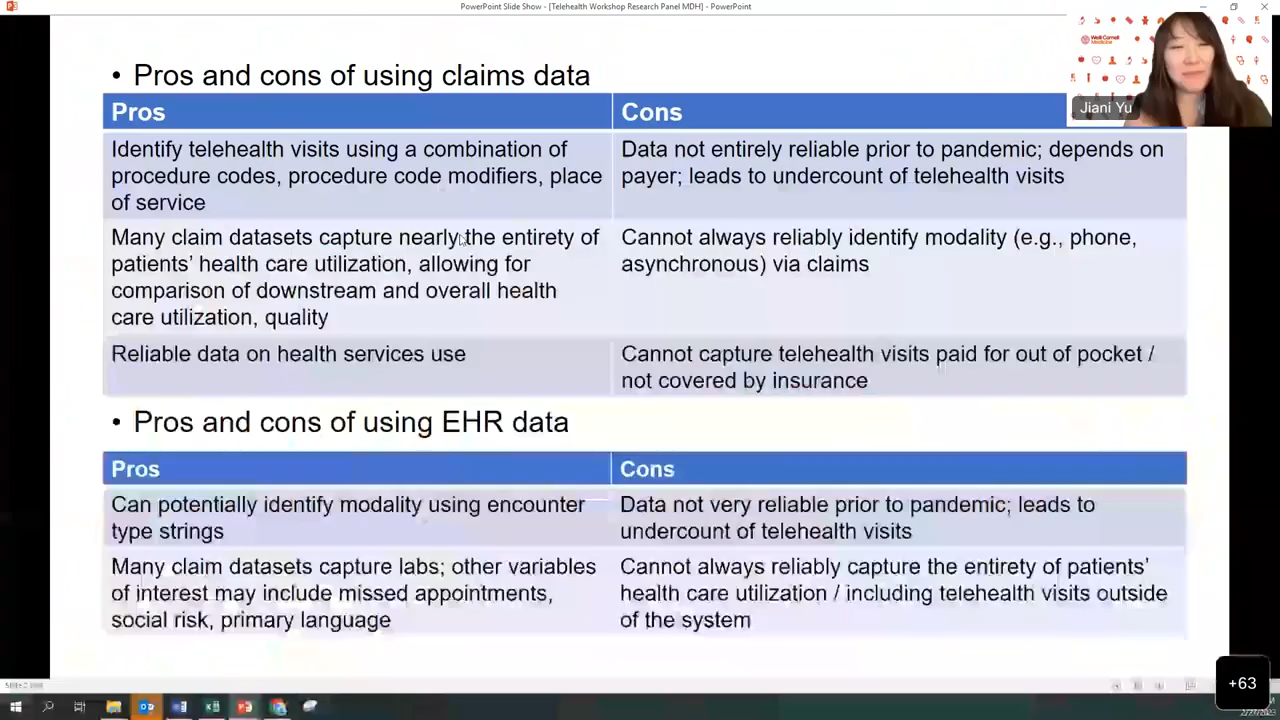 PowerPoint Slide Show - [Telehealth Workshop Research Panel MDH] - PowerPoint
Weill Cornell
Medicine
Jiani Yu
• Pros and cons of using claims data
Pros
Cons
Identify telehealth visits using a combination of
procedure codes, procedure code modifiers, place
of service
Data not entirely reliable prior to pandemic; depends on
payer; leads to undercount of telehealth visits
Many claim datasets capture nearly the entirety of
patients' health care utilization, allowing for
comparison of downstream and overall health
care utilization, quality
Cannot always reliably identify modality (e.g., phone,
asynchronous) via claims
Reliable data on health services use
Cannot capture telehealth visits paid for out of pocket /
not covered by insurance
• Pros and cons of using EHR data
Pros
Cons
Can potentially identify modality using encounter
type strings
Data not very reliable prior to pandemic; leads to
undercount of telehealth visits
Many claim datasets capture labs; other variables
of interest may include missed appointments,
social risk, primary language
Cannot always reliably capture the entirety of patients'
health care utilization / including telehealth visits outside
of the system
+63